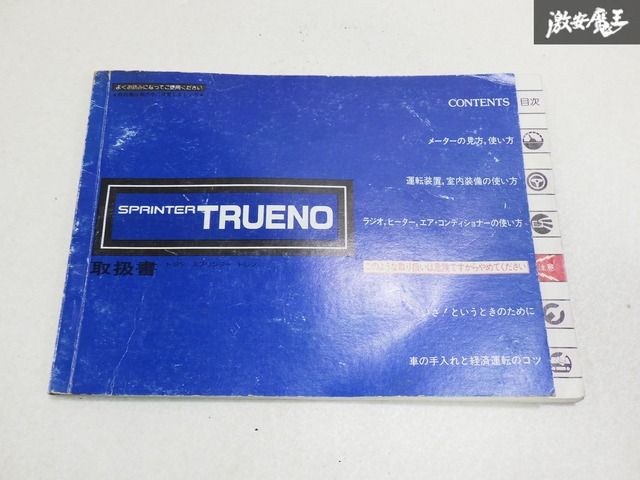 激安魔王
よくお読みになってご使用ください
CONTENTS 目次
メーターの見方,使い方
運転装置,室内装備の使い方
SPRINTER TRUENO
ラジオ,ヒーター,エア・コンディショナーの使い方
取扱書
このような取り扱いは危険ですからやめてください
注意
いざ!というときのために
車の手入れと経済運転のコツ